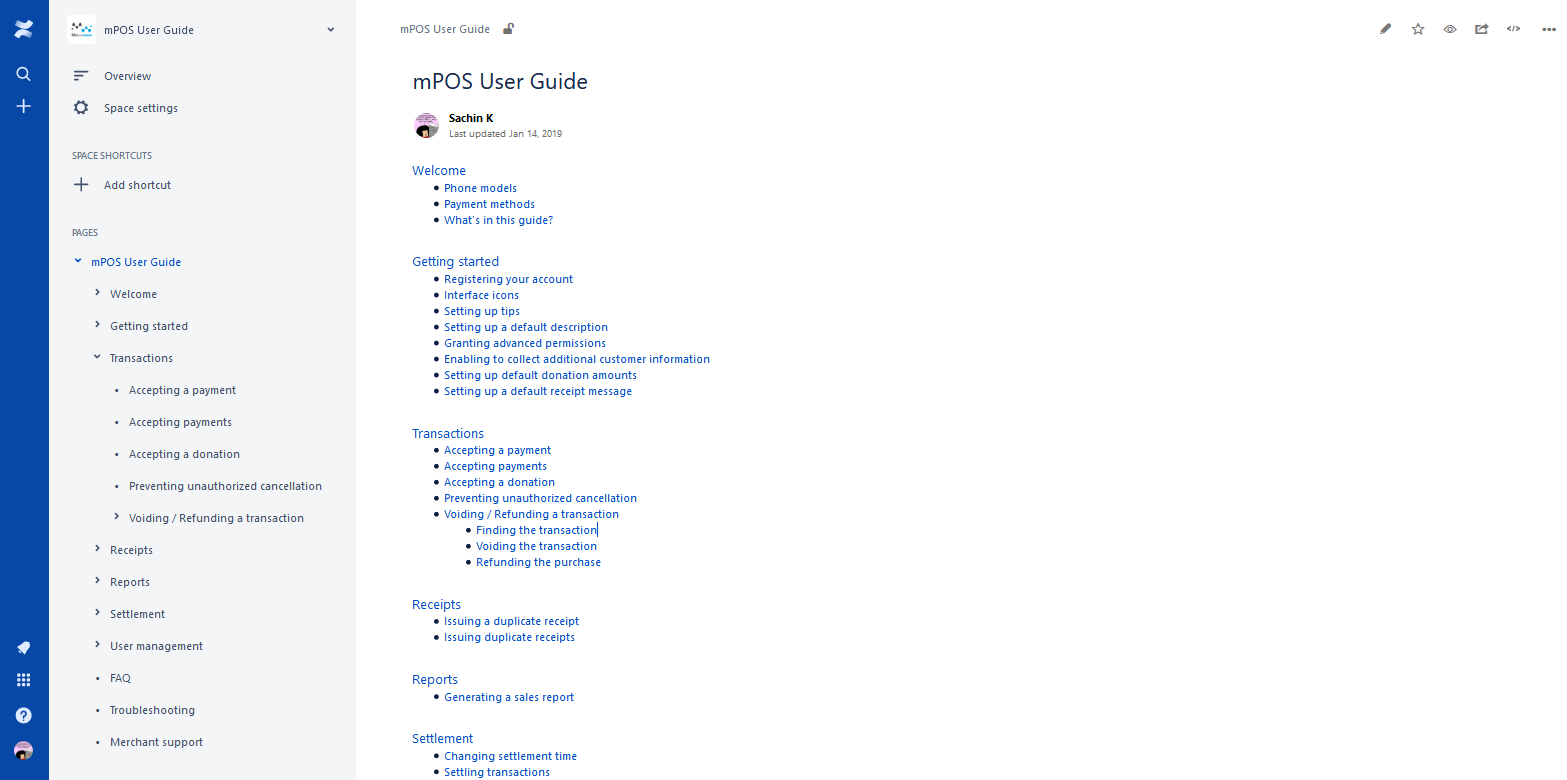 mPOS User Guide
Overview
Space settings
SPACE SHORTCUTS
Add shortcut
PAGES
mPOS User Guide
Welcome
Getting started
Transactions
Accepting a payment
Accepting payments
Accepting a donation
Preventing unauthorized cancellation
Voiding / Refunding a transaction
Receipts
Reports
Settlement
User management
FAQ
Troubleshooting
Merchant support
mPOS User Guide
mPOS User Guide
Sachin K
Last updated Jan 14, 2019
Welcome
Phone models
Payment methods
What's in this guide?
Getting started
Registering your account
Interface icons
Setting up tips
Setting up a default description
Granting advanced permissions
Enabling to collect additional customer information
Setting up default donation amounts
Setting up a default receipt message
Transactions
Accepting a payment
Accepting payments
Accepting a donation
Preventing unauthorized cancellation
Voiding / Refunding a transaction
Finding the transaction
Voiding the transaction
Refunding the purchase
Receipts
Issuing a duplicate receipt
Issuing duplicate receipts
Reports
Generating a sales report
Settlement
Changing settlement time
Settling transactions